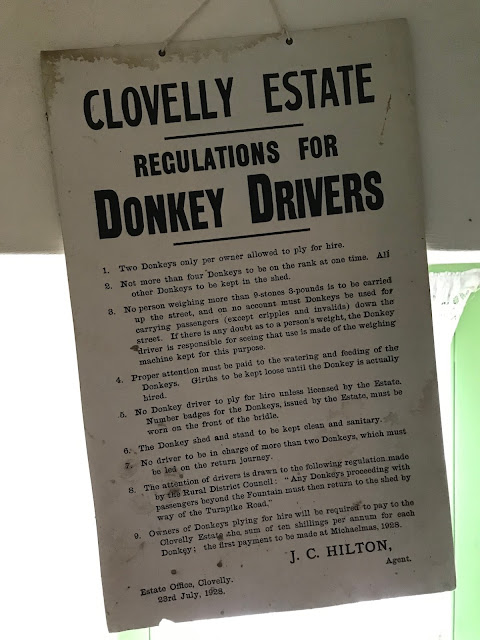 CLOVELLY ESTATE
REGULATIONS FOR
DONKEY DRIVERS
1. Two Donkeys only per owner allowed to ply for hire.
2. Not more than four Donkeys to be on the rank at one time. All
other Donkeys to be kept in the shed.
3. No person weighing more than 9-stones 3-pounds is to be carried
up the street, and on no account must Donkeys be used for
carrying passengers (except cripples and invalids) down the
street. If there is any doubt as to a person's weight, the Donkey
driver is responsible for seeing that use is made of the weighing
machine kept for this purpose.
4. Proper attention must be paid to the watering and feeding of the
Donkeys. Girths to be kept loose until the Donkey is actually
hired.
5. No Donkey driver to ply for hire unless licensed by the Estate.
Number badges for the Donkeys, issued by the Estate, must be
worn on the front of the bridle.
6. The Donkey shed and stand to be kept clean and sanitary.
7. No driver to be in charge of more than two Donkeys, which must
be led on the return journey.
8. The attention of drivers is drawn to the following regulation made
by the Rural District Council: "Any Donkeys proceeding with
passengers beyond the Fountain must then return to the shed by
way of the Turnpike Road."
9. Owners of Donkeys plying for hire will be required to pay to the
Clovelly Estate the sum of ten shillings per annum for each
Donkey; the first payment to be made at Michaelmas, 1928.
J. C. HILTON,
Agent.
Estate Office, Clovelly.
23rd July, 1928.